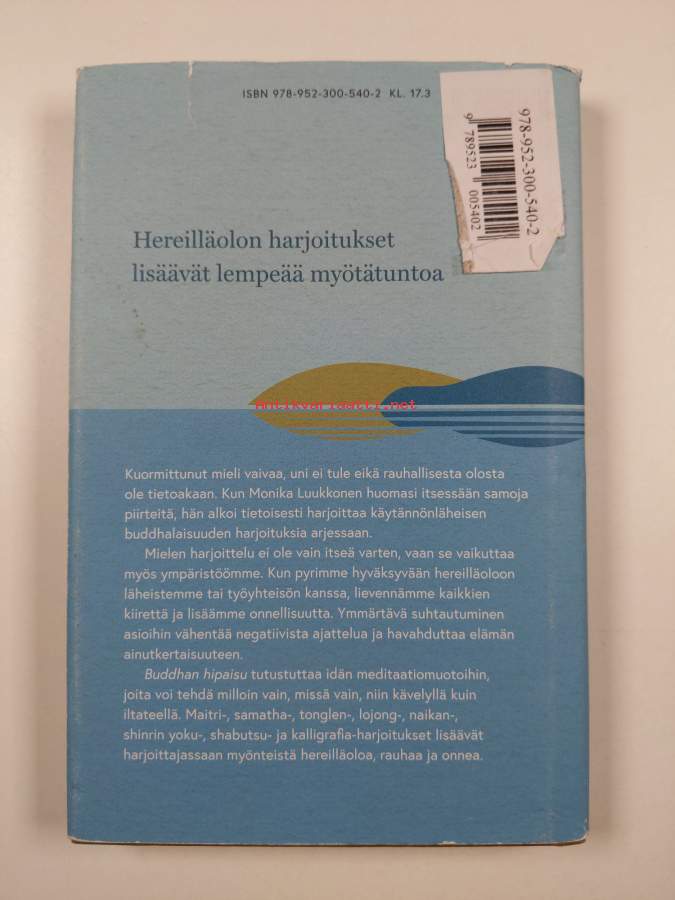 ISBN 978-952-300-540-2 KL. 17.3
978-952-300-540-2
9 789523 005402
Hereilläolon harjoitukset
lisäävät lempeää myötätuntoa
Antikvariaatti.net
Kuormittunut mieli vaivaa, uni ei tule eikä rauhallisesta olosta
ole tietoakaan. Kun Monika Luukkonen huomasi itsessään samoja
piirteitä, hän alkoi tietoisesti harjoittaa käytännönläheisen
buddhalaisuuden harjoituksia arjessaan.
Mielen harjoittelu ei ole vain itseä varten, vaan se vaikuttaa
myös ympäristöömme. Kun pyrimme hyväksyvään hereilläoloon
läheistemme tai työyhteisön kanssa, lievennämme kaikkien
kiirettä ja lisäämme onnellisuutta. Ymmärtävä suhtautuminen
asioihin vähentää negatiivista ajattelua ja havahduttaa elämän
ainutkertaisuuteen.
Buddhan hipaisu tutustuttaa idän meditaatiomuotoihin,
joita voi tehdä milloin vain, missä vain, niin kävelyllä kuin
iltateellä. Maitri-, samatha-, tonglen-, lojong-, naikan-,
shinrin yoku-, shabutsu- ja kalligrafia-harjoitukset lisäävät
harjoittajassaan myönteistä hereilläoloa, rauhaa ja onnea.